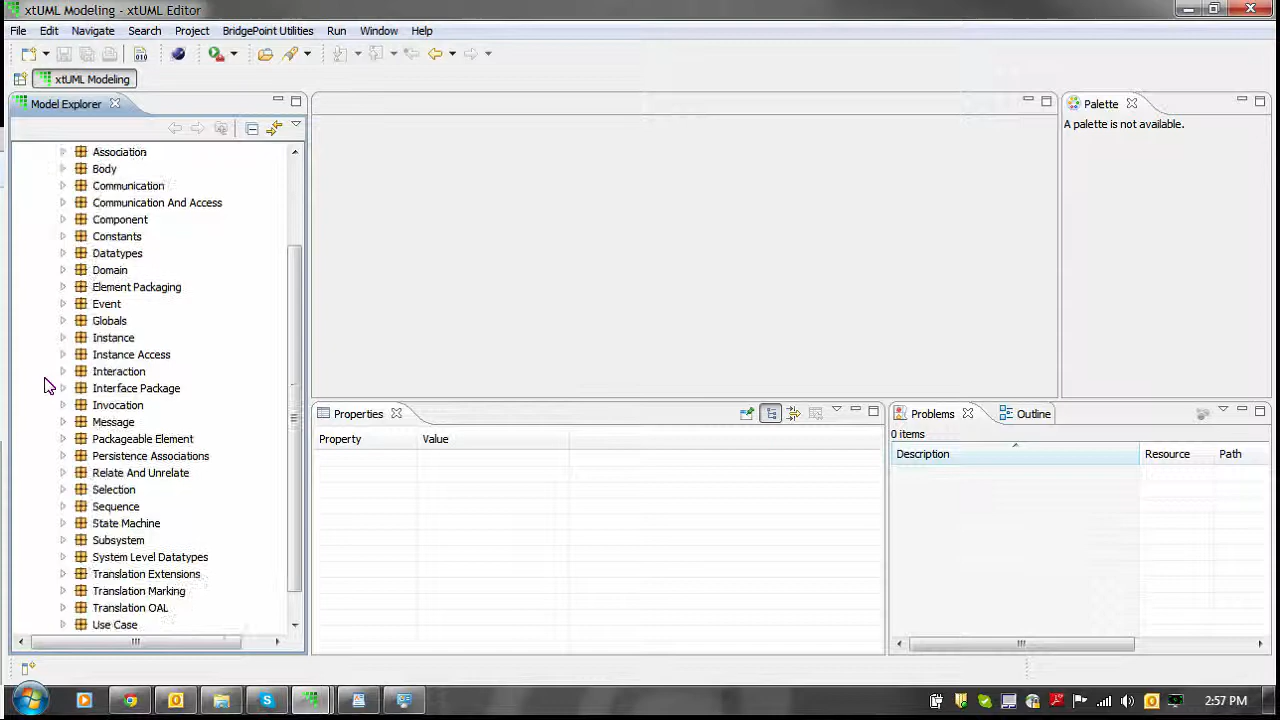 xtUML Modeling - xtUML Editor
File Edit Navigate Search Project BridgePoint Utilities Run Window Help
xtUML Modeling
Model Explorer
Association
Body
Communication
Communication And Access
Component
Constants
Datatypes
Domain
Element Packaging
Event
Globals
Instance
Instance Access
Interaction
Interface Package
Invocation
Message
Packageable Element
Persistence Associations
Relate And Unrelate
Selection
Sequence
State Machine
Subsystem
System Level Datatypes
Translation Extensions
Translation Marking
Translation OAL
Use Case
Palette
A palette is not available.
Properties
Property Value
Problems Outline
0 items
Description Resource Path
2:57 PM